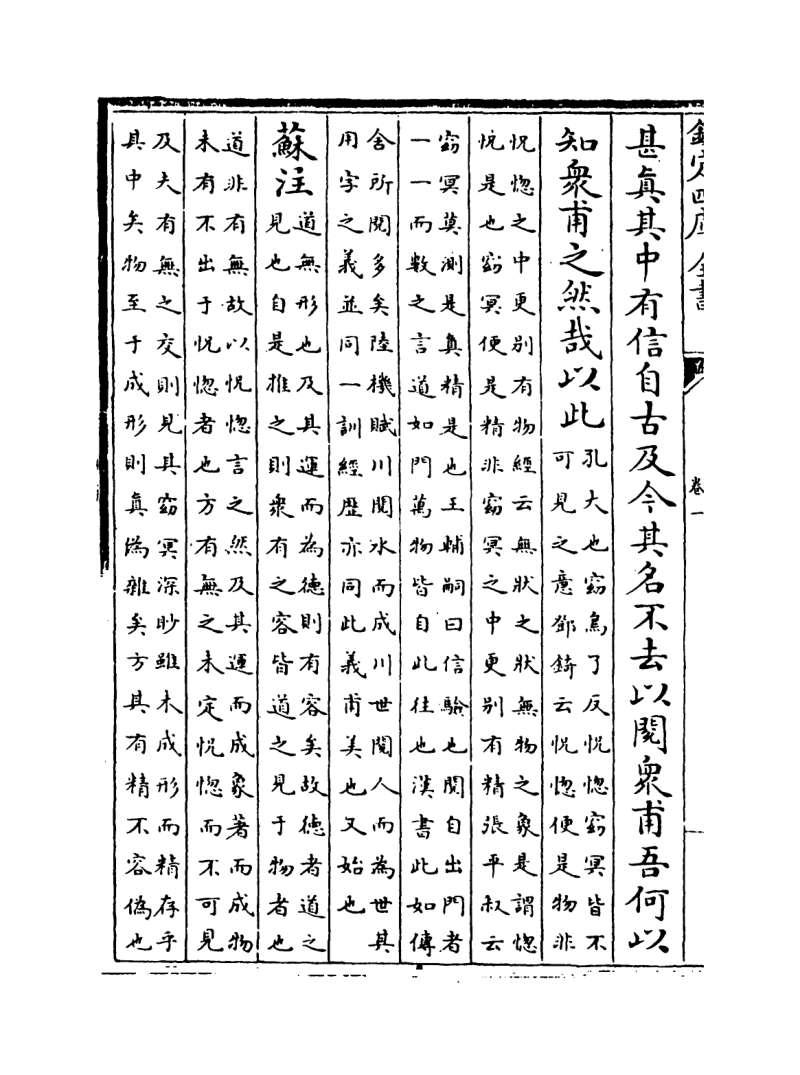 欽定四庫全書
卷一
甚真其中有信自古及今其名不去以閱衆甫吾何以
知衆甫之然哉以此
孔大也窈烏了反怳惚窈冥皆不
可見之意鄧錡云怳惚便是物非
怳惚之中更別有物經云無狀之狀無物之象是謂惚
怳是也窈冥便是精非窈冥之中更別有精張平叔云
窈冥莫測是真精是也王輔嗣曰信驗也閱自出門者
一一而數之言道如門萬物皆自此往也漢書此如傳
舍所閱多矣陸機賦川閱水而成川世閱人而為世其
用字之義並同一訓經歴亦同此義甫美也又始也
蘇注
道無形也及其運而為德則有容矣故德者道之
見也自是推之則衆有之容皆道之見于物者也
道非有無故以怳惚言之然及其運而成象著而成物
未有不出于怳惚者也方有無之未定怳惚而不可見
及夫有無之交則見其窈冥深眇雖未成形而精存乎
具中矣物至于成形則真偽雜矣方其有精不容偽也